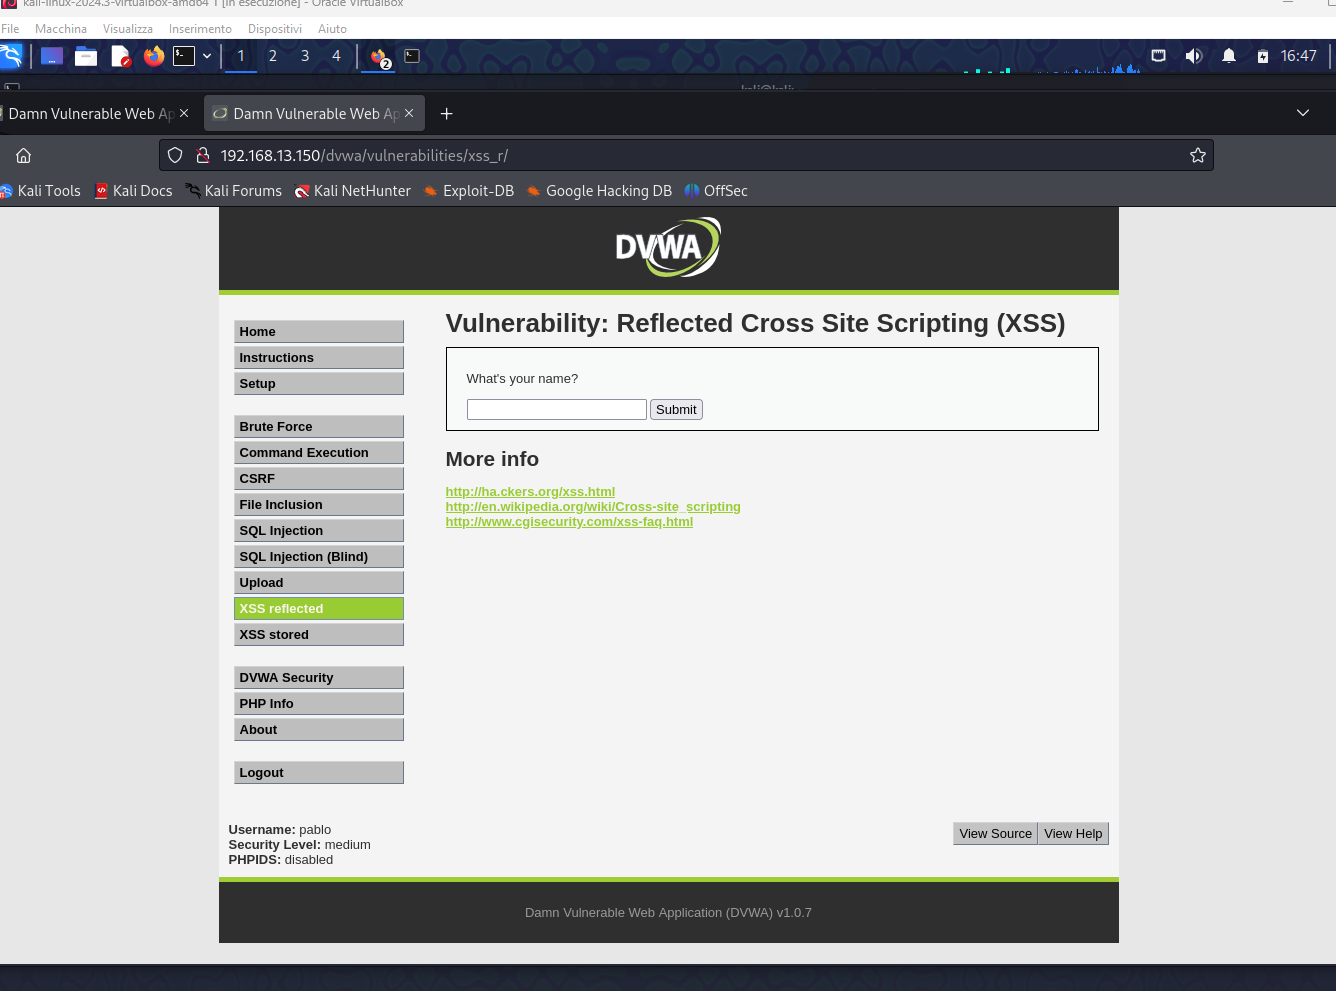 kali-linux-2024.3-virtualbox-amd64 1 [In esecuzione] - Oracle VirtualBox
File Macchina Visualizza Inserimento Dispositivi Aiuto
1 2 3 4 2 16:47
Damn Vulnerable Web Ap Damn Vulnerable Web Ap
192.168.13.150/dvwa/vulnerabilities/xss_r/
Kali Tools Kali Docs Kali Forums Kali NetHunter Exploit-DB Google Hacking DB OffSec
DVWA
Home
Instructions
Setup
Brute Force
Command Execution
CSRF
File Inclusion
SQL Injection
SQL Injection (Blind)
Upload
XSS reflected
XSS stored
DVWA Security
PHP Info
About
Logout
Vulnerability: Reflected Cross Site Scripting (XSS)
What's your name?
Submit
More info
http://ha.ckers.org/xss.html
http://en.wikipedia.org/wiki/Cross-site_scripting
http://www.cgisecurity.com/xss-faq.html
Username: pablo
Security Level: medium
PHPIDS: disabled
View Source View Help
Damn Vulnerable Web Application (DVWA) v1.0.7